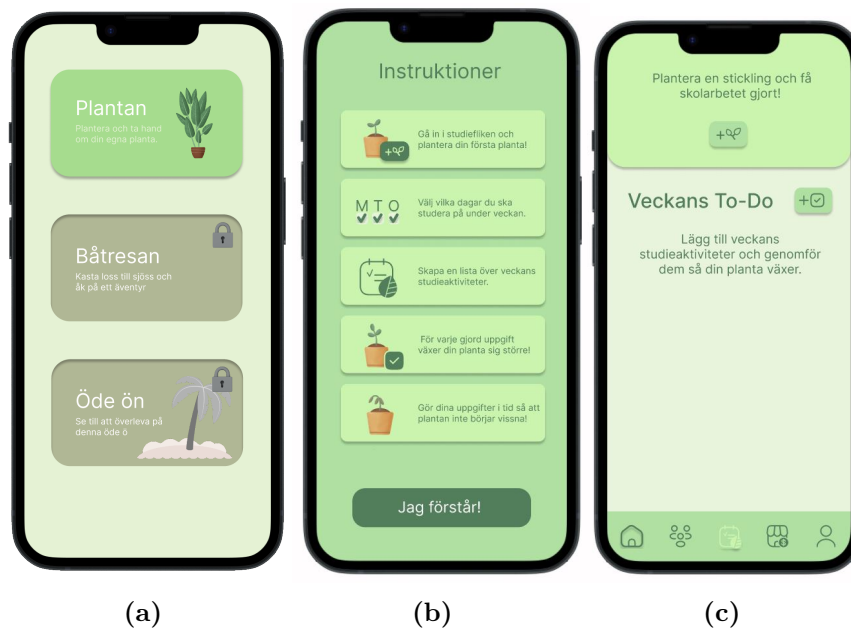 Plantan
Plantera och ta hand
om din egna planta.
Båtresan
Kasta loss till sjöss och
åk på ett äventyr
Öde ön
Se till att överleva på
denna öde ö
(a)
Instruktioner
Gå in i studiefliken och
plantera din första planta!
M T O
Välj vilka dagar du ska
studera på under veckan.
Skapa en lista över veckans
studieaktiviteter.
För varje gjord uppgift
växer din planta sig större!
Gör dina uppgifter i tid så att
plantan inte börjar vissna!
Jag förstår!
(b)
Plantera en stickling och få
skolarbetet gjort!
+
Veckans To-Do
+
Lägg till veckans
studieaktiviteter och genomför
dem så din planta växer.
(c)